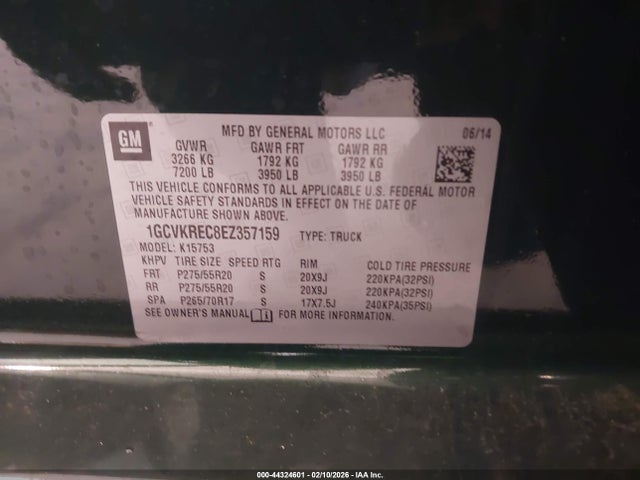 GM
MFD BY GENERAL MOTORS LLC 06/14
GVWR GAWR FRT GAWR RR
3266 KG 1792 KG 1792 KG
7200 LB 3950 LB 3950 LB
THIS VEHICLE CONFORMS TO ALL APPLICABLE U.S. FEDERAL MOTOR
VEHICLE SAFETY STANDARDS IN EFFECT ON THE DATE OF
MANUFACTURE SHOWN ABOVE.
1GCVKREC8EZ357159 TYPE: TRUCK
MODEL: K15753
KHPV TIRE SIZE SPEED RTG RIM COLD TIRE PRESSURE
FRT P275/55R20 S 20X9J 220KPA(32PSI)
RR P275/55R20 S 20X9J 220KPA(32PSI)
SPA P265/70R17 S 17X7.5J 240KPA(35PSI)
SEE OWNER'S MANUAL FOR MORE INFORMATION.
000-44324601 - 02/10/2026 - IAA Inc.